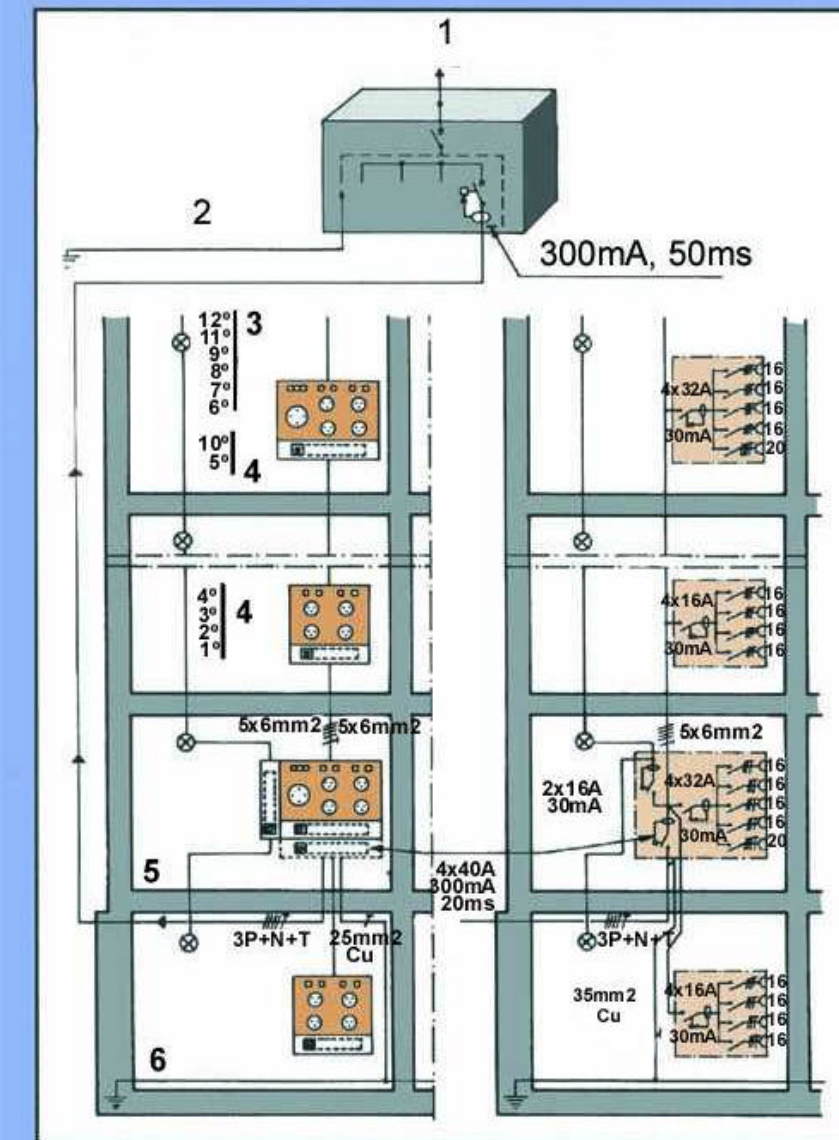 1
2
300mA, 50ms
12º
11º
9º
8º
7º
6º
3
10º
5º
4
4x32A
30mA
16
16
16
16
20
4º
3º
2º
1º
4
4x16A
30mA
16
16
16
16
5x6mm2
5x6mm2
5x6mm2
2x16A
30mA
4x32A
30mA
16
16
16
16
20
5
4x40A
300mA
20ms
3P+N+T
25mm2
Cu
3P+N+T
35mm2
Cu
4x16A
30mA
16
16
16
16
6